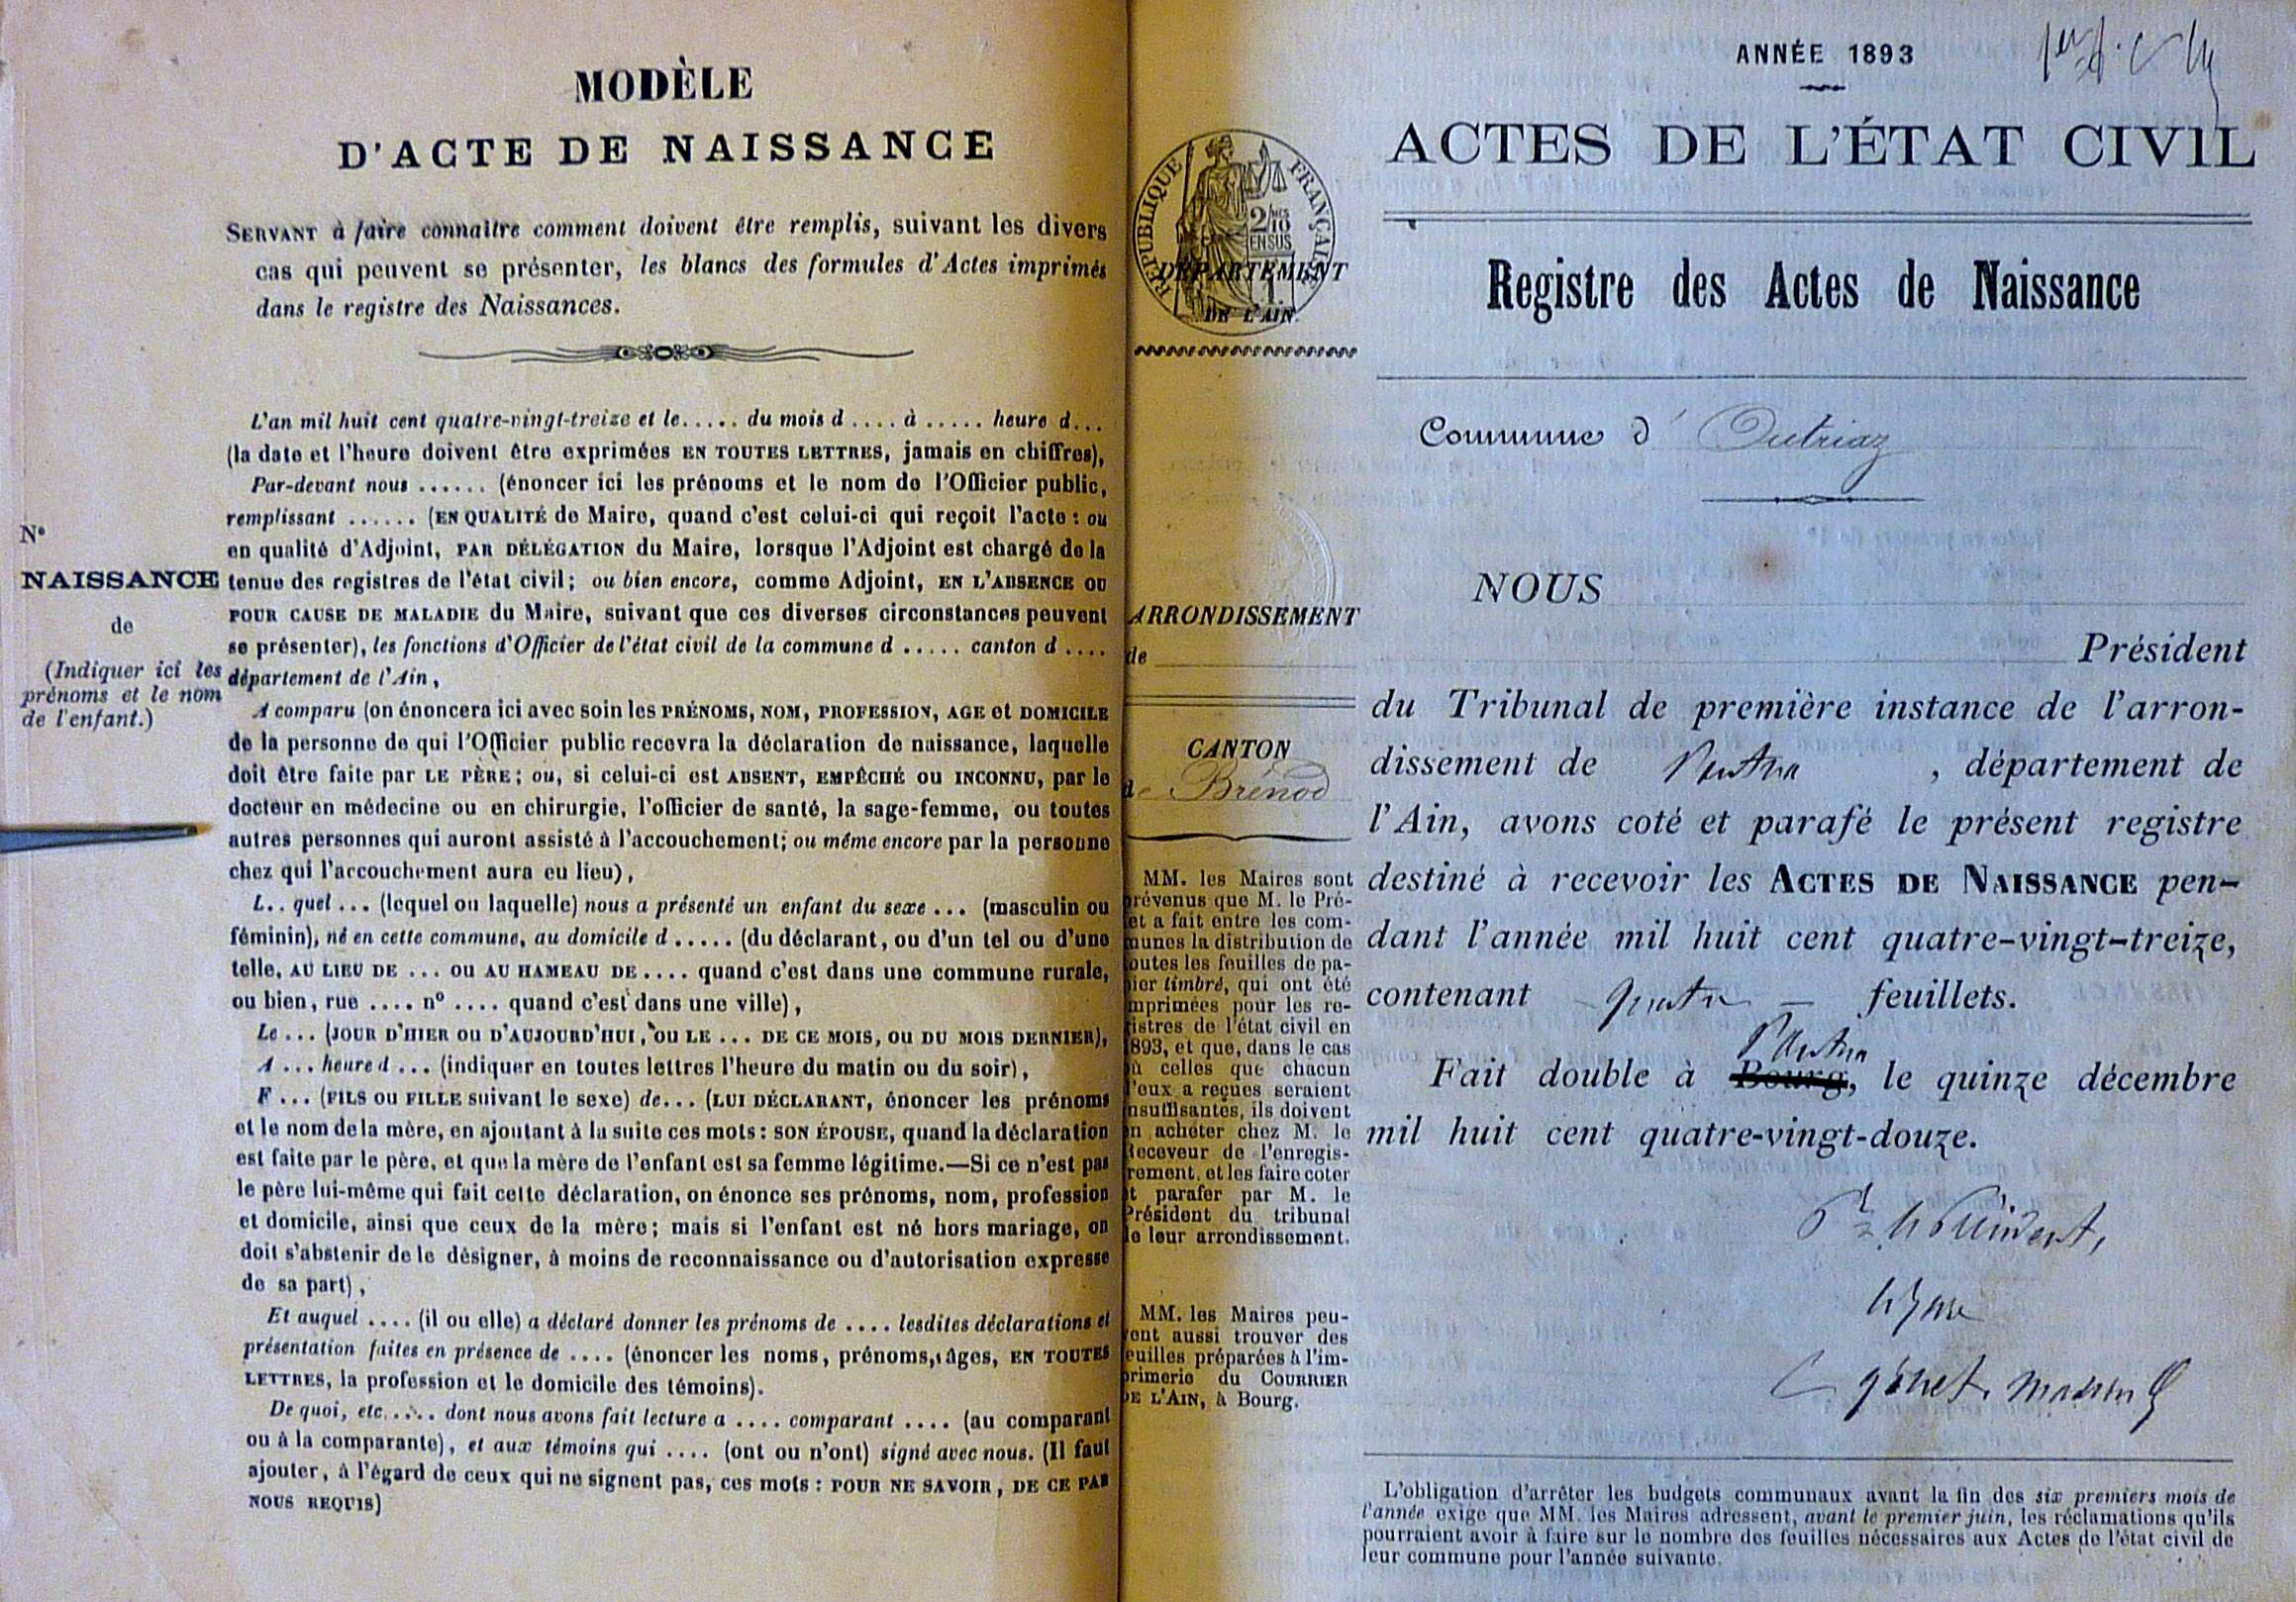 MODÈLE
D'ACTE DE NAISSANCE
SERVANT à faire connaître comment doivent être remplis, suivant les divers
cas qui peuvent se présenter, les blancs des formules d'Actes imprimés
dans le registre des Naissances.
L'an mil huit cent quatre-vingt-treize et le..... du mois d .... à ..... heure d...
(la date et l'heure doivent être exprimées EN TOUTES LETTRES, jamais en chiffres),
Par-devant nous ...... (énoncer ici les prénoms et le nom de l'Officier public,
remplissant ...... (EN QUALITÉ de Maire, quand c'est celui-ci qui reçoit l'acte : ou
en qualité d'Adjoint, PAR DÉLÉGATION du Maire, lorsque l'Adjoint est chargé de la
tenue des registres de l'état civil; ou bien encore, comme Adjoint, EN L'ABSENCE OU
POUR CAUSE DE MALADIE du Maire, suivant que ces diverses circonstances peuvent
se présenter), les fonctions d'Officier de l'état civil de la commune d ..... canton d ....
département de l'Ain,
A comparu (on énoncera ici avec soin les PRÉNOMS, NOM, PROFESSION, AGE et DOMICILE
de la personne de qui l'Officier public recevra la déclaration de naissance, laquelle
doit être faite par LE PÈRE; ou, si celui-ci est ABSENT, EMPÊCHÉ ou INCONNU, par le
docteur en médecine ou en chirurgie, l'officier de santé, la sage-femme, ou toutes
autres personnes qui auront assisté à l'accouchement; ou même encore par la personne
chez qui l'accouchement aura eu lieu),
L.. quel ... (lequel ou laquelle) nous a présenté un enfant du sexe ... (masculin ou
féminin), né en cette commune, au domicile d ..... (du déclarant, ou d'un tel ou d'une
telle, AU LIEU DE ... OU AU HAMEAU DE .... quand c'est dans une commune rurale,
ou bien, rue .... n° .... quand c'est dans une ville),
Le ... (JOUR D'HIER OU D'AUJOURD'HUI, OU LE ... DE CE MOIS, OU DU MOIS DERNIER),
A ... heure d ... (indiquer en toutes lettres l'heure du matin ou du soir),
F ... (FILS ou FILLE suivant le sexe) de... (LUI DÉCLARANT, énoncer les prénoms
et le nom de la mère, en ajoutant à la suite ces mots : SON ÉPOUSE, quand la déclaration
est faite par le père, et que la mère de l'enfant est sa femme légitime.—Si ce n'est pas
le père lui-même qui fait cette déclaration, on énonce ses prénoms, nom, profession
et domicile, ainsi que ceux de la mère; mais si l'enfant est né hors mariage, on
doit s'abstenir de le désigner, à moins de reconnaissance ou d'autorisation expresse
de sa part),
Et auquel .... (il ou elle) a déclaré donner les prénoms de .... lesdites déclarations et
présentation faites en présence de .... (énoncer les noms, prénoms, âges, EN TOUTES
LETTRES, la profession et le domicile des témoins).
De quoi, etc..... dont nous avons fait lecture a .... comparant .... (au comparant
ou à la comparante), et aux témoins qui .... (ont ou n'ont) signé avec nous. (Il faut
ajouter, à l'égard de ceux qui ne signent pas, ces mots : POUR NE SAVOIR, DE CE PAR
NOUS REQUIS)
N°
NAISSANCE
de
(Indiquer ici les
prénoms et le nom
de l'enfant.)
RÉPUBLIQUE FRANÇAISE
2/10 MES
EN SUS
DÉPARTEMENT
DE L'AIN.
ARRONDISSEMENT
de
CANTON
de Brénod
MM. les Maires sont
prévenus que M. le Pré-
et a fait entre les com-
munes la distribution de
outes les feuilles de pa-
ier timbré, qui ont été
mprimées pour les re-
istres de l'état civil en
893, et que, dans le cas
ù celles que chacun
'eux a reçues seraient
nsuffisantes, ils doivent
n acheter chez M. le
Receveur de l'enregis-
rement, et les faire coter
t parafer par M. le
Président du tribunal
e leur arrondissement.
MM. les Maires peu-
vent aussi trouver des
euilles préparées à l'im-
primerie du COURRIER
DE L'AIN, à Bourg.
ANNÉE 1893
ACTES DE L'ÉTAT CIVIL
Registre des Actes de Naissance
Commune d' Outriaz
NOUS
Président
du Tribunal de première instance de l'arron-
dissement de Nantua, département de
l'Ain, avons coté et parafé le présent registre
destiné à recevoir les ACTES DE NAISSANCE pen-
dant l'année mil huit cent quatre-vingt-treize,
contenant quatre — feuillets.
Nantua
Fait double à Bourg, le quinze décembre
mil huit cent quatre-vingt-douze.
Pr le Président,
le juge
L'obligation d'arrêter les budgets communaux avant la fin des six premiers mois de
l'année exige que MM. les Maires adressent, avant le premier juin, les réclamations qu'ils
pourraient avoir à faire sur le nombre des feuilles nécessaires aux Actes de l'état civil de
leur commune pour l'année suivante.